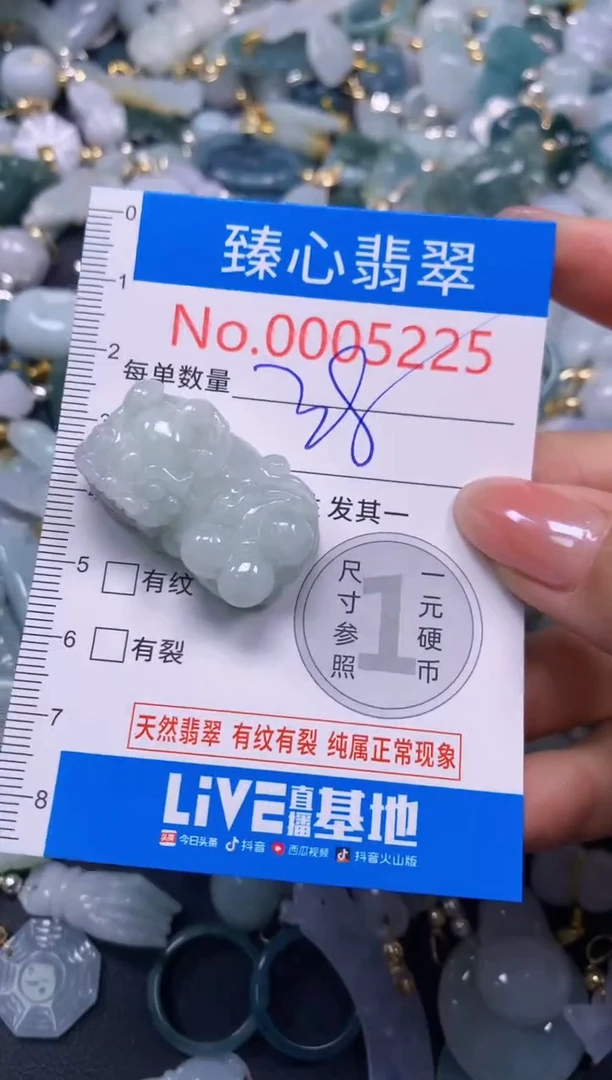 0
1
臻心翡翠
No.0005225
2
每单数量
38
发其一
5
有纹
尺寸参照
1
一元硬币
6
有裂
7
天然翡翠 有纹有裂 纯属正常现象
8
LiVE直播基地
头条 今日头条 抖音 西瓜视频 抖音火山版